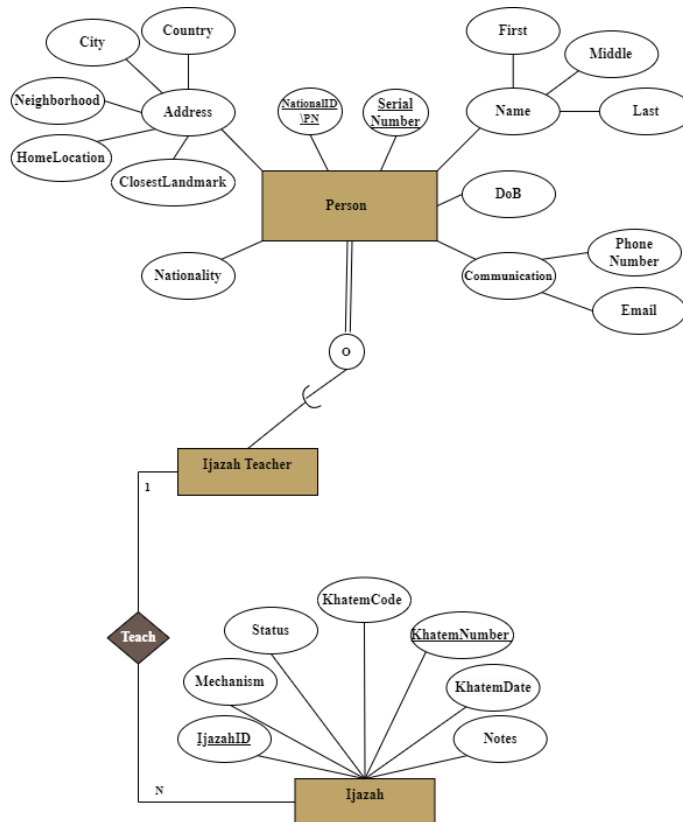 Country
First
City
Middle
Neighborhood
Address
NationalID
\PN
Serial
Number
Name
Last
HomeLocation
ClosestLandmark
Person
DoB
Nationality
Communication
Phone
Number
Email
O
Ijazah Teacher
1
Teach
KhatemCode
Status
KhatemNumber
Mechanism
KhatemDate
IjazahID
Notes
N
Ijazah